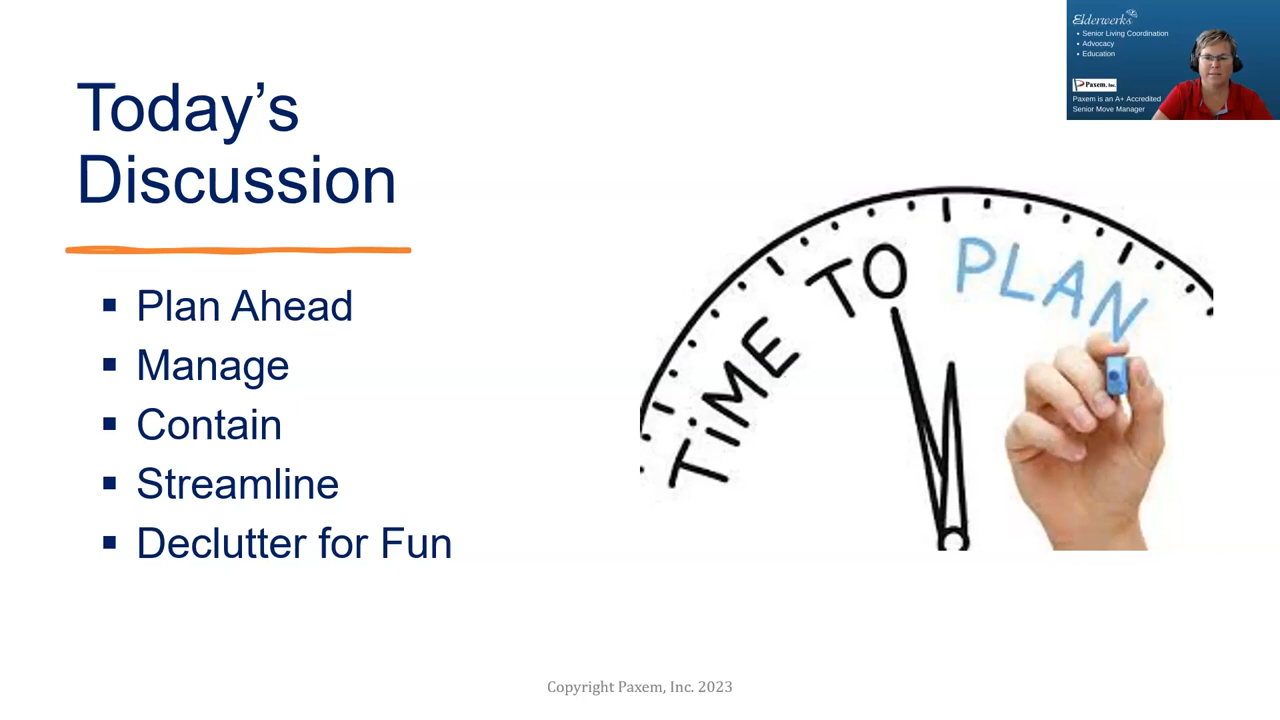 Today’s
Discussion
▪ Plan Ahead
▪ Manage
▪ Contain
▪ Streamline
▪ Declutter for Fun
TiME TO PLAN
Elderwerks
• Senior Living Coordination
• Advocacy
• Education
Paxem, Inc.
Paxem is an A+ Accredited
Senior Move Manager
Copyright Paxem, Inc. 2023